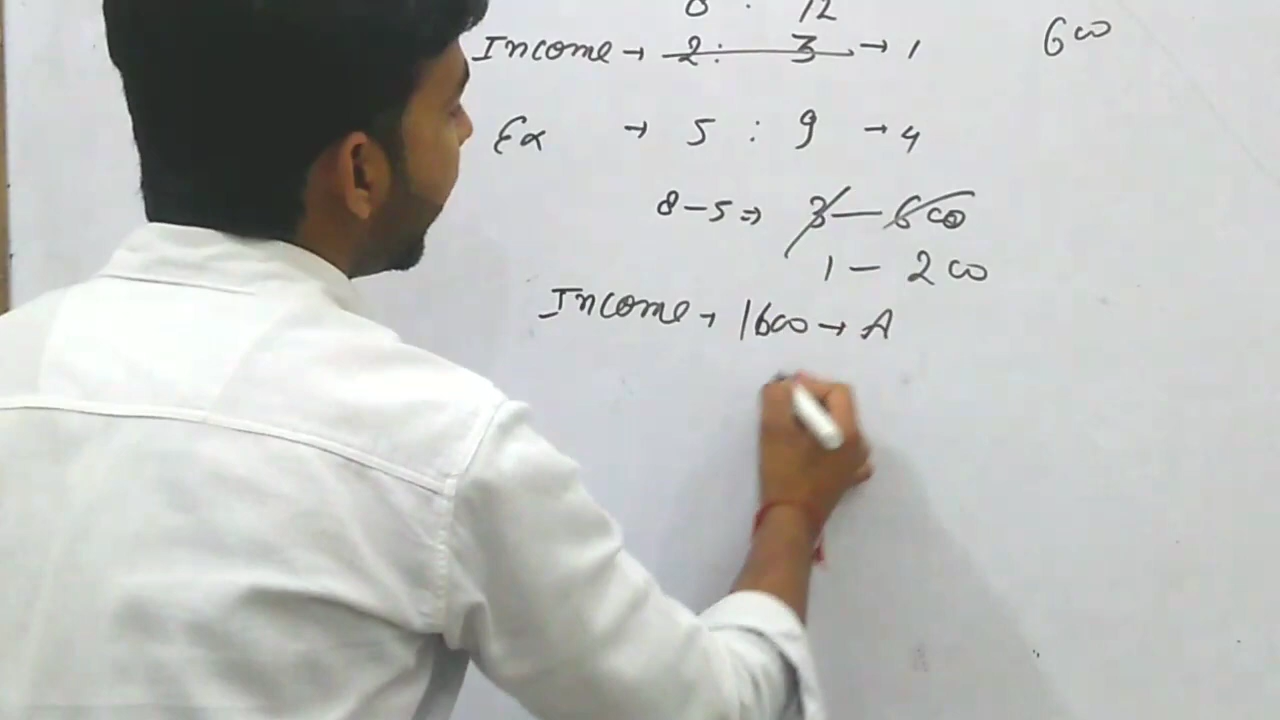 8 : 12
Income → 2 : 3 → 1 600
Ex → 5 : 9 → 4
8 - 5 ⇒ 3 — 600
1 — 200
Income → 1600 → A